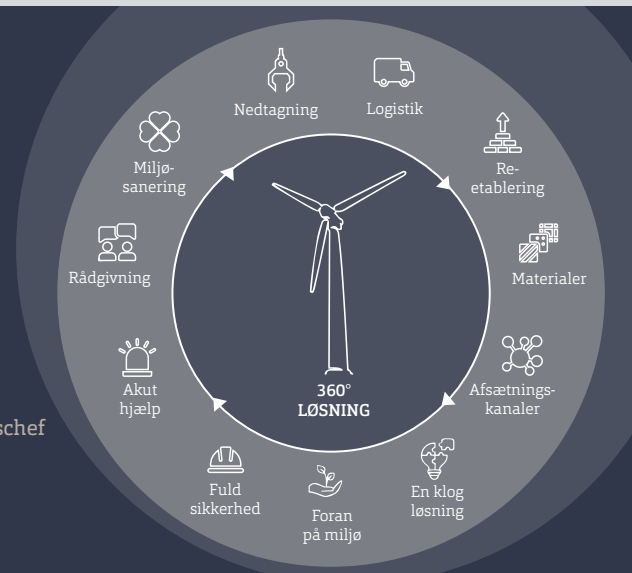 Nedtagning
Logistik
Re-
etablering
Materialer
Afsætnings-
kanaler
En klog
løsning
Foran
på miljø
Fuld
sikkerhed
Akut
hjælp
Rådgivning
Miljø-
sanering
360°
LØSNING
schef